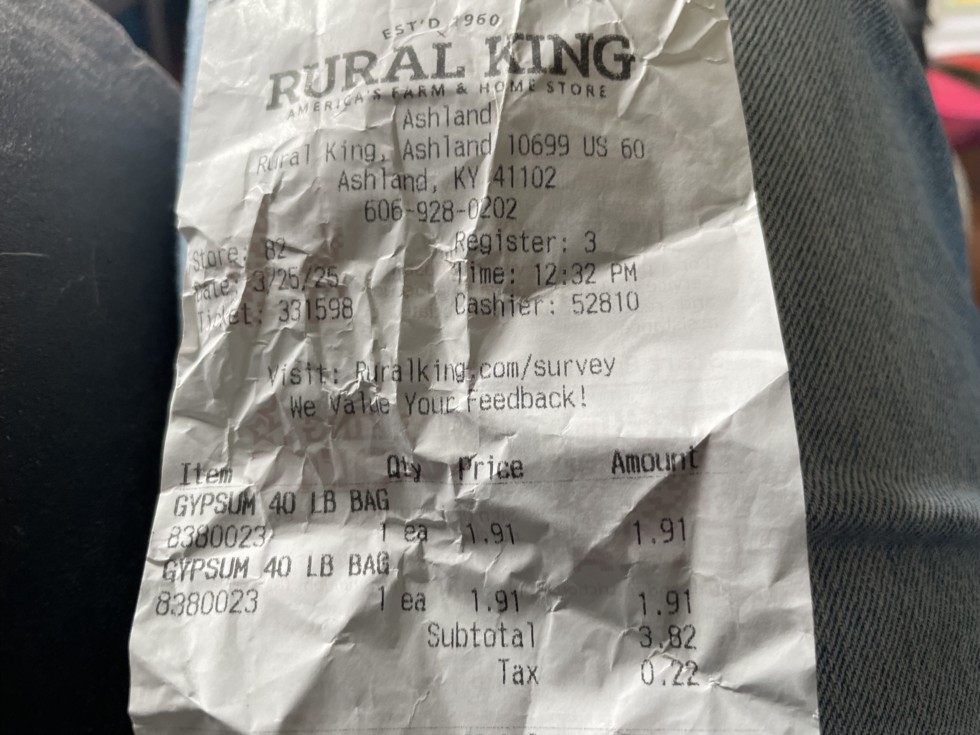 EST'D 1960
RURAL KING
AMERICA'S FARM & HOME STORE
Ashland
Rural King, Ashland 10699 US 60
Ashland, KY 41102
606-928-0202
Store: 82 Register: 3
Date: 3/25/25 Time: 12:32 PM
Ticket: 331598 Cashier: 52810
Visit: Ruralking.com/survey
We Value Your Feedback!
Item Qty Price Amount
GYPSUM 40 LB BAG
8380023 1 ea 1.91 1.91
GYPSUM 40 LB BAG
8380023 1 ea 1.91 1.91
Subtotal 3.82
Tax 0.22